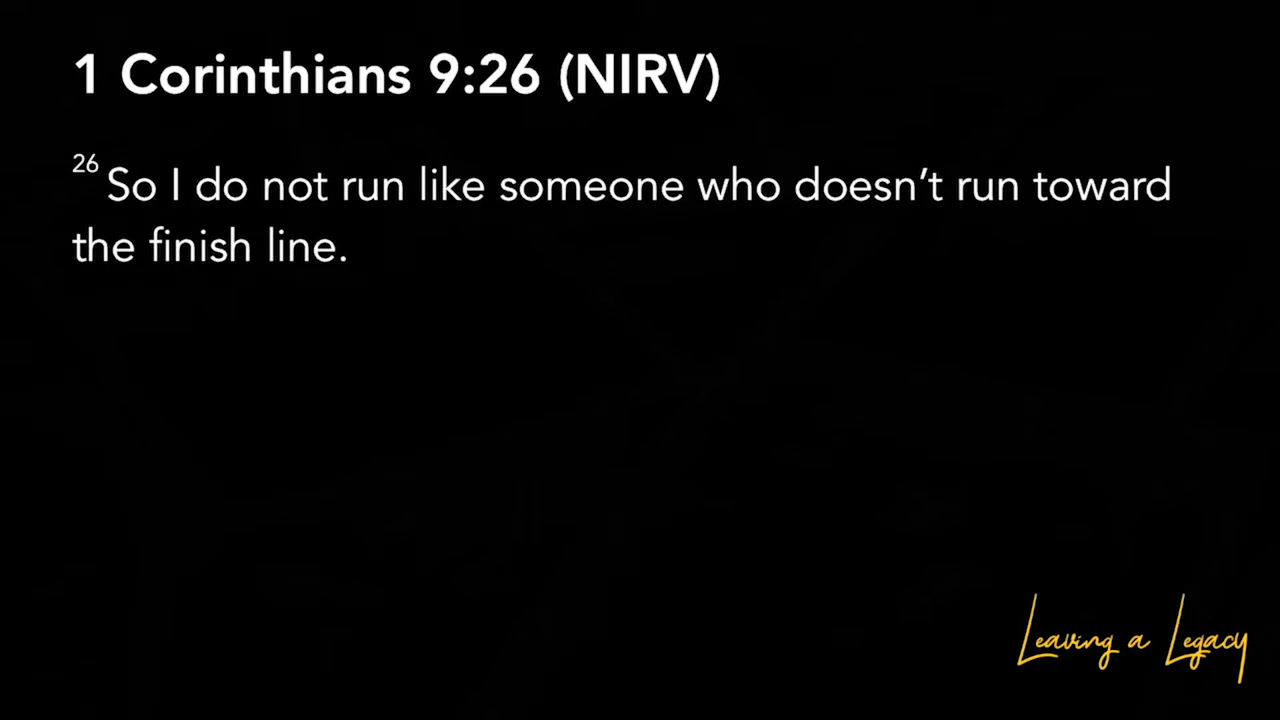 1 Corinthians 9:26 (NIRV)
26 So I do not run like someone who doesn’t run toward
the finish line.
Leaving a Legacy